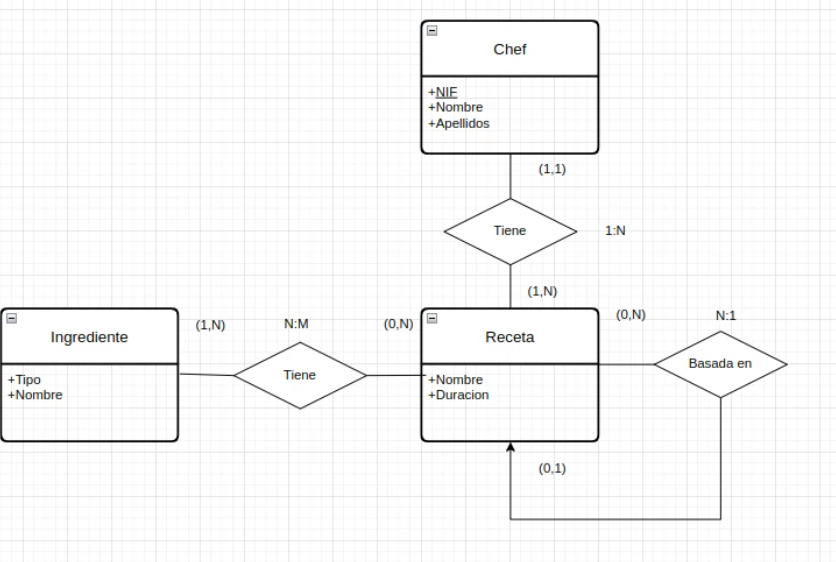 Chef
+NIF
+Nombre
+Apellidos
(1,1)
Tiene
1:N
(1,N)
Ingrediente
+Tipo
+Nombre
(1,N)
N:M
(0,N)
Tiene
Receta
+Nombre
+Duracion
(0,N)
N:1
Basada en
(0,1)